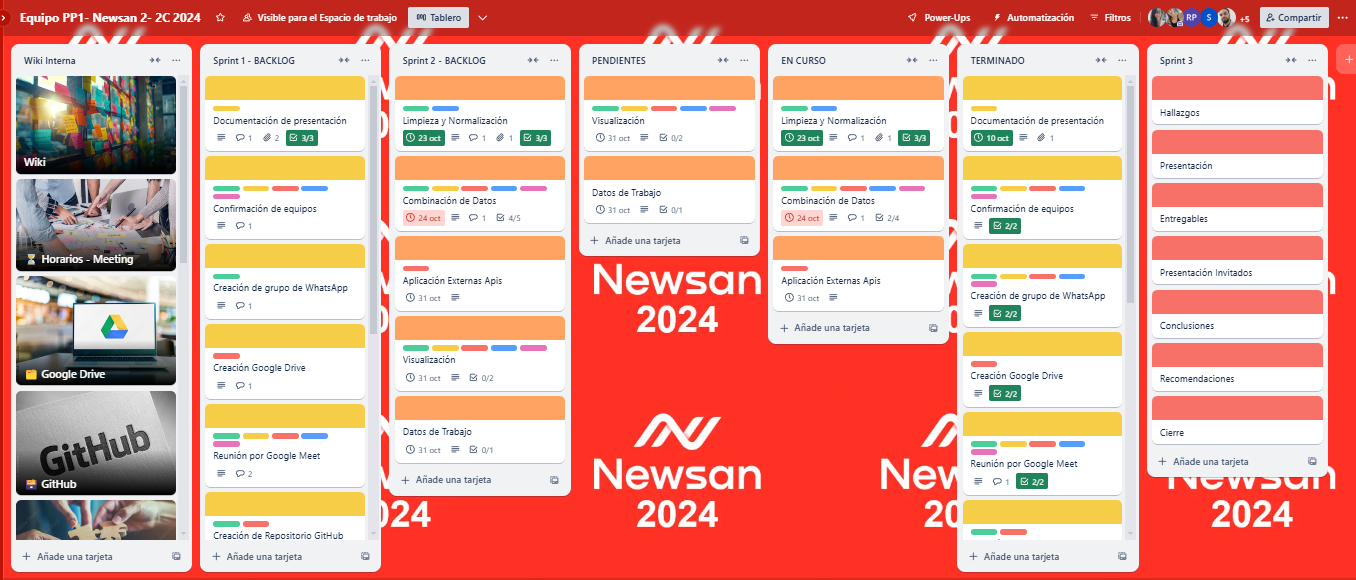 Equipo PP1- Newsan 2- 2C 2024
Visible para el Espacio de trabajo
Tablero
Power-Ups
Automatización
Filtros
RP
S
+5
Compartir
Wiki Interna
Wiki
Horarios - Meeting
Google Drive
GitHub
GitHub
Añade una tarjeta
Sprint 1 - BACKLOG
Documentación de presentación
1
2
3/3
Confirmación de equipos
1
Creación de grupo de WhatsApp
1
Creación Google Drive
1
Reunión por Google Meet
2
Creación de Repositorio GitHub
Añade una tarjeta
Sprint 2 - BACKLOG
Limpieza y Normalización
23 oct
1
1
3/3
Combinación de Datos
24 oct
1
4/5
Aplicación Externas Apis
31 oct
Visualización
31 oct
0/2
Datos de Trabajo
31 oct
0/1
Añade una tarjeta
PENDIENTES
Visualización
31 oct
0/2
Datos de Trabajo
31 oct
0/1
Añade una tarjeta
EN CURSO
Limpieza y Normalización
23 oct
1
1
3/3
Combinación de Datos
24 oct
1
2/4
Aplicación Externas Apis
31 oct
Añade una tarjeta
TERMINADO
Documentación de presentación
10 oct
1
Confirmación de equipos
2/2
Creación de grupo de WhatsApp
2/2
Creación Google Drive
2/2
Reunión por Google Meet
1
2/2
Añade una tarjeta
Sprint 3
Hallazgos
Presentación
Entregables
Presentación Invitados
Conclusiones
Recomendaciones
Cierre
Añade una tarjeta
Newsan
2024
Newsan
2024
Newsan
2024